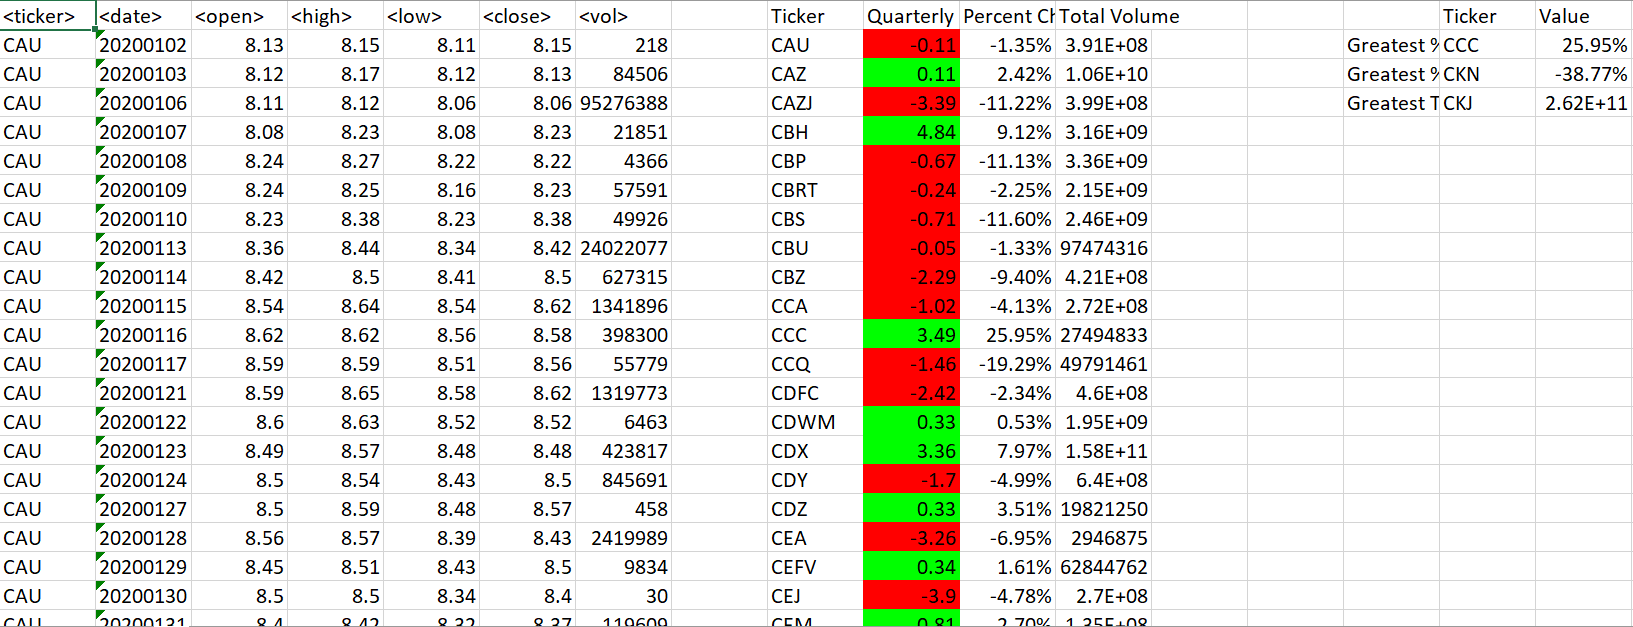 <ticker> <date> <open> <high> <low> <close> <vol> Ticker Quarterly Percent Ch Total Volume Ticker Value
CAU 20200102 8.13 8.15 8.11 8.15 218 CAU -0.11 -1.35% 3.91E+08 Greatest % CCC 25.95%
CAU 20200103 8.12 8.17 8.12 8.13 84506 CAZ 0.11 2.42% 1.06E+10 Greatest % CKN -38.77%
CAU 20200106 8.11 8.12 8.06 8.06 95276388 CAZJ -3.39 -11.22% 3.99E+08 Greatest T CKJ 2.62E+11
CAU 20200107 8.08 8.23 8.08 8.23 21851 CBH 4.84 9.12% 3.16E+09
CAU 20200108 8.24 8.27 8.22 8.22 4366 CBP -0.67 -11.13% 3.36E+09
CAU 20200109 8.24 8.25 8.16 8.23 57591 CBRT -0.24 -2.25% 2.15E+09
CAU 20200110 8.23 8.38 8.23 8.38 49926 CBS -0.71 -11.60% 2.46E+09
CAU 20200113 8.36 8.44 8.34 8.42 24022077 CBU -0.05 -1.33% 97474316
CAU 20200114 8.42 8.5 8.41 8.5 627315 CBZ -2.29 -9.40% 4.21E+08
CAU 20200115 8.54 8.64 8.54 8.62 1341896 CCA -1.02 -4.13% 2.72E+08
CAU 20200116 8.62 8.62 8.56 8.58 398300 CCC 3.49 25.95% 27494833
CAU 20200117 8.59 8.59 8.51 8.56 55779 CCQ -1.46 -19.29% 49791461
CAU 20200121 8.59 8.65 8.58 8.62 1319773 CDFC -2.42 -2.34% 4.6E+08
CAU 20200122 8.6 8.63 8.52 8.52 6463 CDWM 0.33 0.53% 1.95E+09
CAU 20200123 8.49 8.57 8.48 8.48 423817 CDX 3.36 7.97% 1.58E+11
CAU 20200124 8.5 8.54 8.43 8.5 845691 CDY -1.7 -4.99% 6.4E+08
CAU 20200127 8.5 8.59 8.48 8.57 458 CDZ 0.33 3.51% 19821250
CAU 20200128 8.56 8.57 8.39 8.43 2419989 CEA -3.26 -6.95% 2946875
CAU 20200129 8.45 8.51 8.43 8.5 9834 CEFV 0.34 1.61% 62844762
CAU 20200130 8.5 8.5 8.34 8.4 30 CEJ -3.9 -4.78% 2.7E+08
CAU 20200131 8.4 8.42 8.32 8.37 119609 CEM 0.81 2.70% 1.35E+08